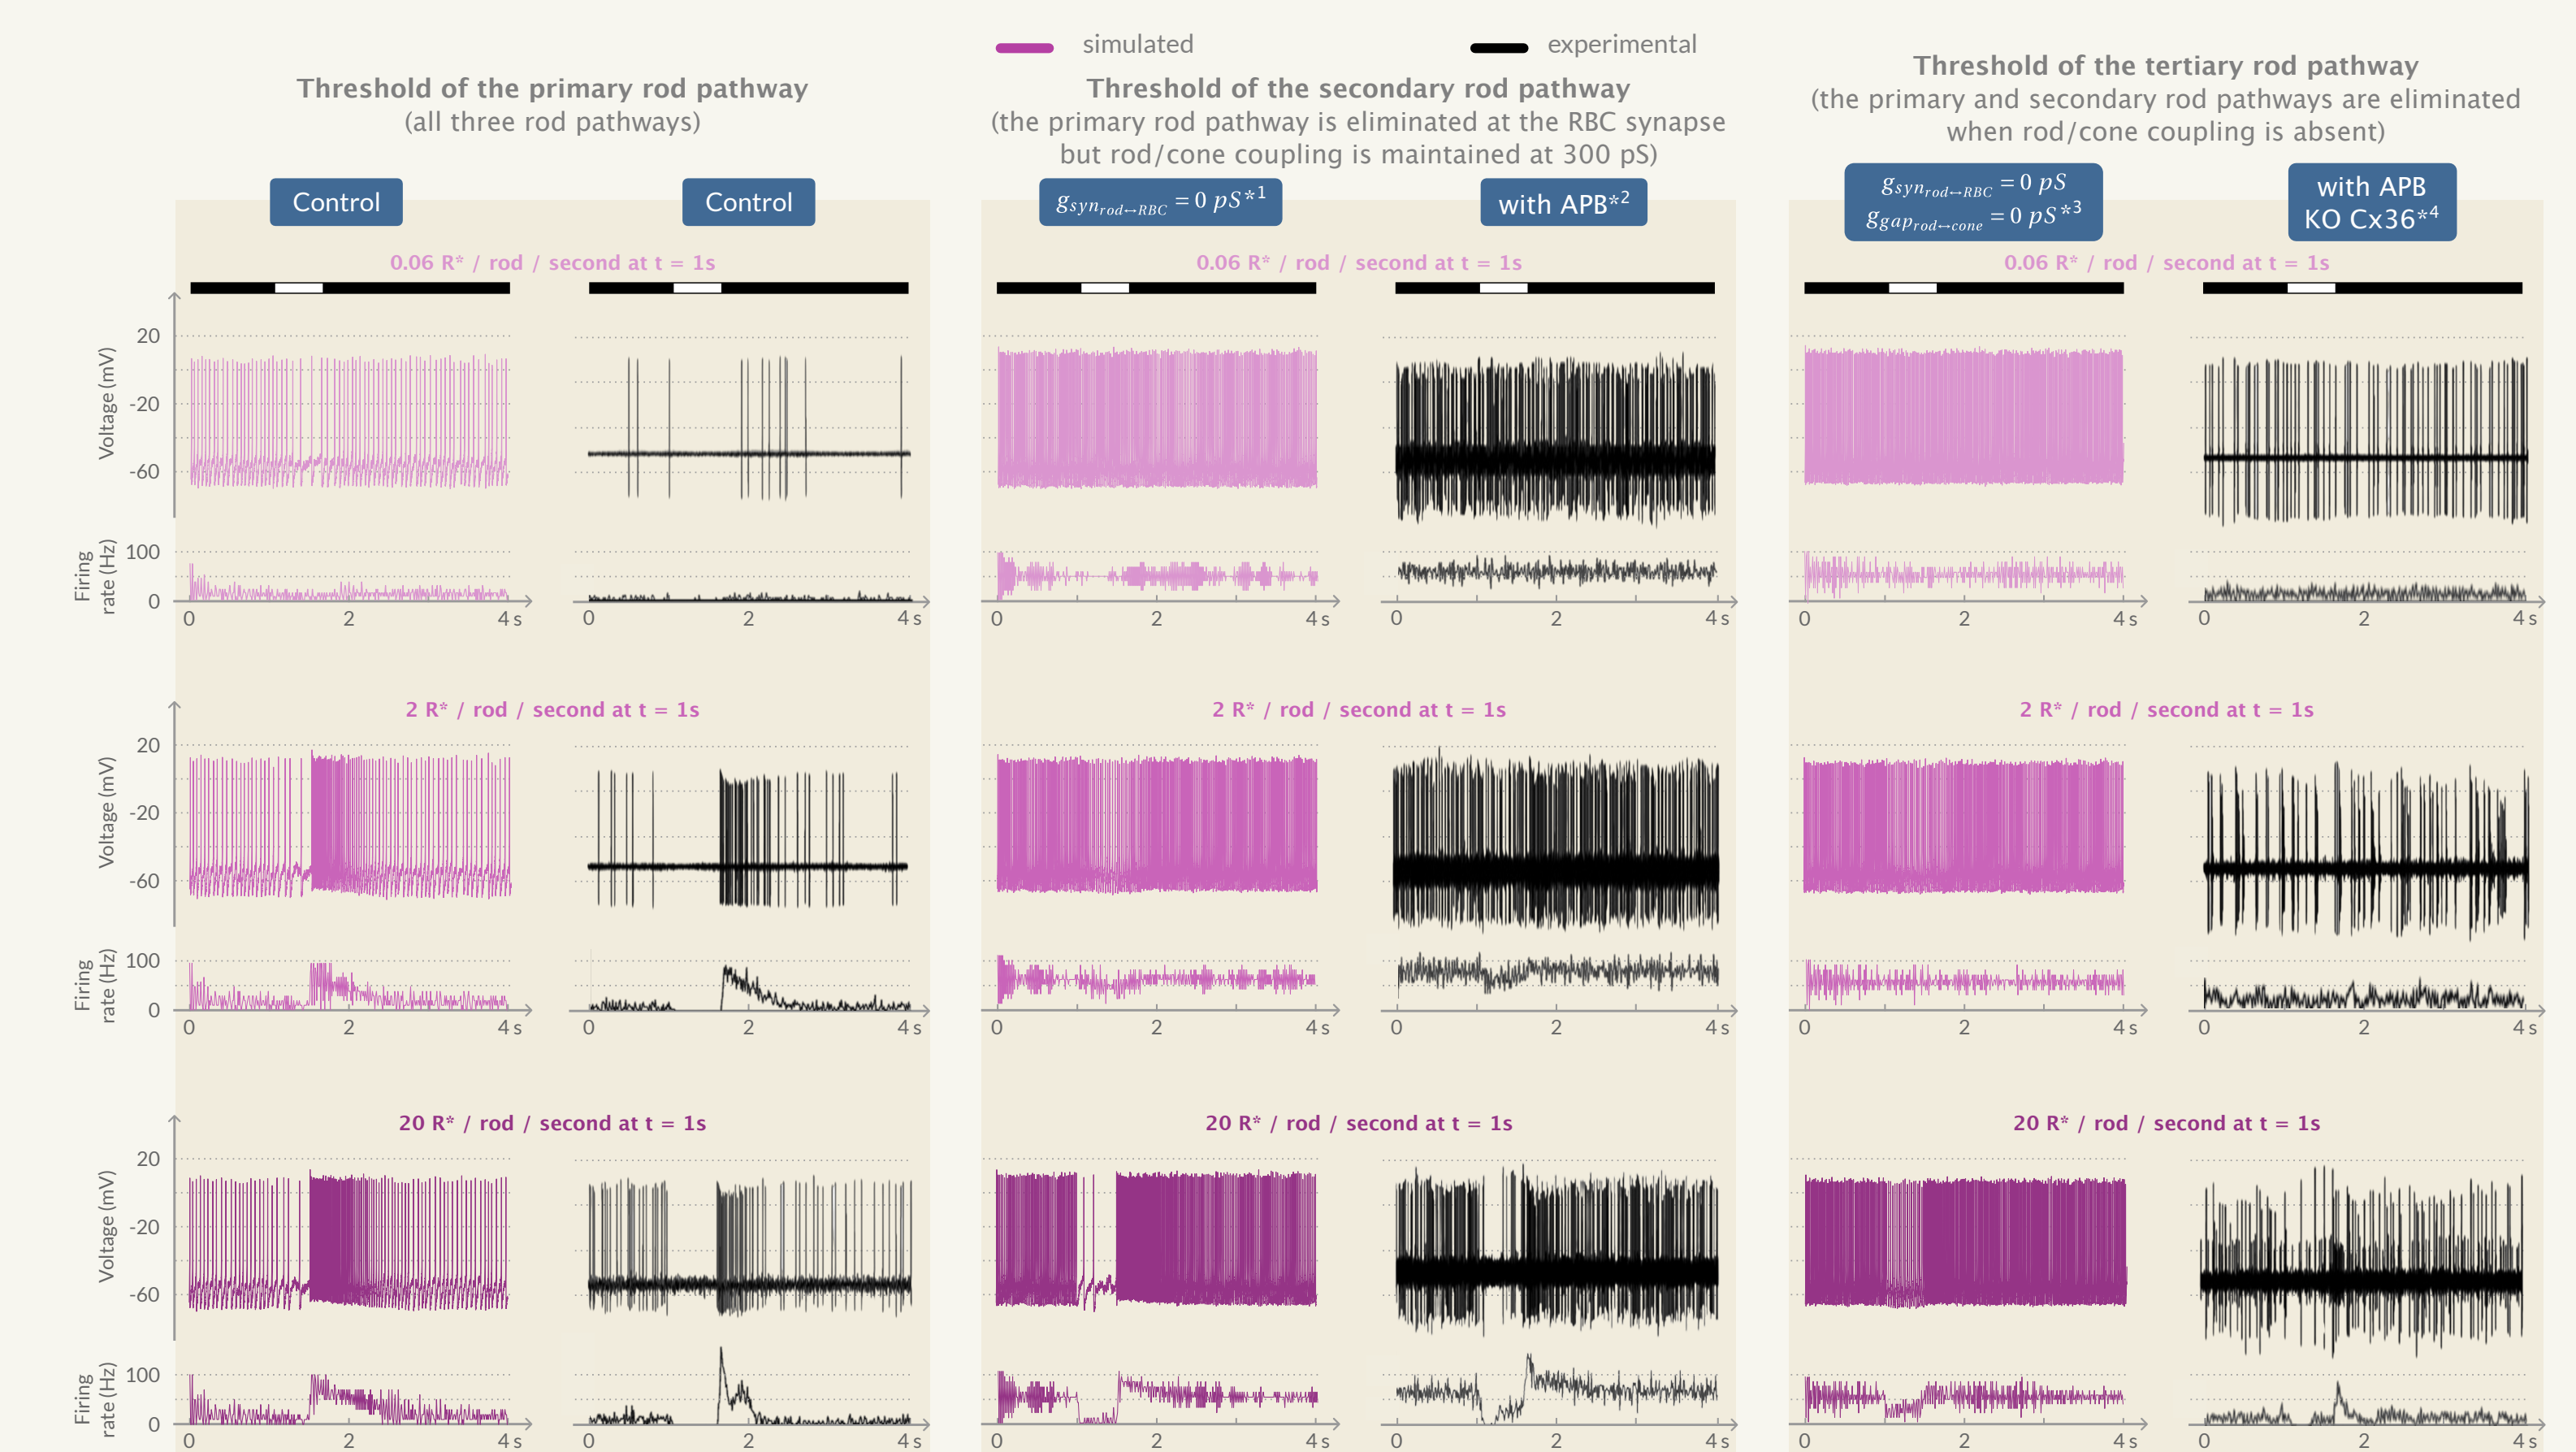 simulated
experimental
Threshold of the primary rod pathway
(all three rod pathways)
Threshold of the secondary rod pathway
(the primary rod pathway is eliminated at the RBC synapse
but rod/cone coupling is maintained at 300 pS)
Threshold of the tertiary rod pathway
(the primary and secondary rod pathways are eliminated
when rod/cone coupling is absent)
Control
Control
gsyn rod↔RBC = 0 pS*1
with APB*2
gsyn rod↔RBC = 0 pS
ggap rod↔cone = 0 pS*3
with APB
KO Cx36*4
0.06 R* / rod / second at t = 1s
0.06 R* / rod / second at t = 1s
0.06 R* / rod / second at t = 1s
Voltage (mV)
20
-20
-60
Firing
rate (Hz)
100
0
0 2 4 s
0 2 4 s
0 2 4 s
0 2 4 s
0 2 4 s
0 2 4 s
2 R* / rod / second at t = 1s
2 R* / rod / second at t = 1s
2 R* / rod / second at t = 1s
Voltage (mV)
20
-20
-60
Firing
rate (Hz)
100
0
0 2 4 s
0 2 4 s
0 2 4 s
0 2 4 s
0 2 4 s
0 2 4 s
20 R* / rod / second at t = 1s
20 R* / rod / second at t = 1s
20 R* / rod / second at t = 1s
Voltage (mV)
20
-20
-60
Firing
rate (Hz)
100
0
0 2 4 s
0 2 4 s
0 2 4 s
0 2 4 s
0 2 4 s
0 2 4 s